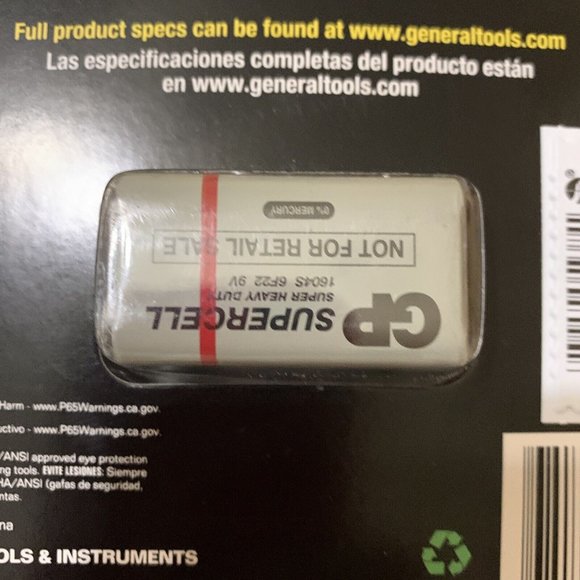 Full product specs can be found at www.generaltools.com
Las especificaciones completas del producto están
en www.generaltools.com
GP SUPERCELL
SUPER HEAVY DUTY
1604S 6F22 9V
NOT FOR RETAIL SALE
0% MERCURY
Harm - www.P65Warnings.ca.gov.
uctivo - www.P65Warnings.ca.gov.
/ANSI approved eye protection
ng tools. EVITE LESIONES: Siempre
HA/ANSI (gafas de seguridad,
ntas.
na
OLS & INSTRUMENTS